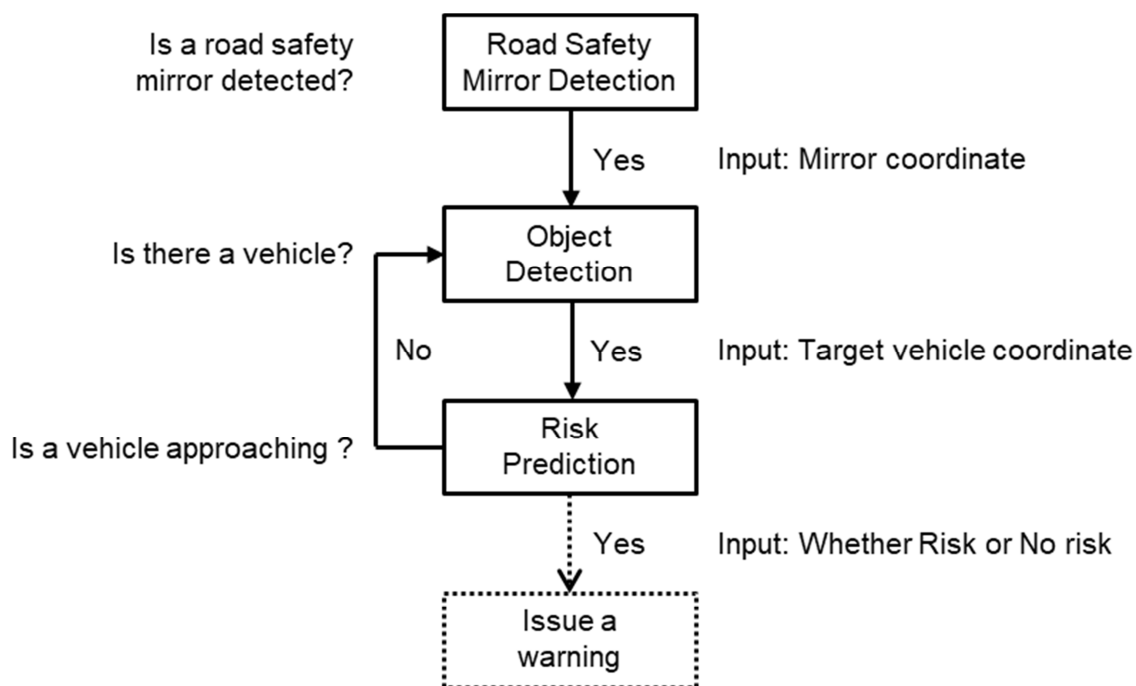 Is a road safety
mirror detected?
Road Safety
Mirror Detection
Yes
Input: Mirror coordinate
Is there a vehicle?
Object
Detection
No
Yes
Input: Target vehicle coordinate
Is a vehicle approaching ?
Risk
Prediction
Yes
Input: Whether Risk or No risk
Issue a
warning